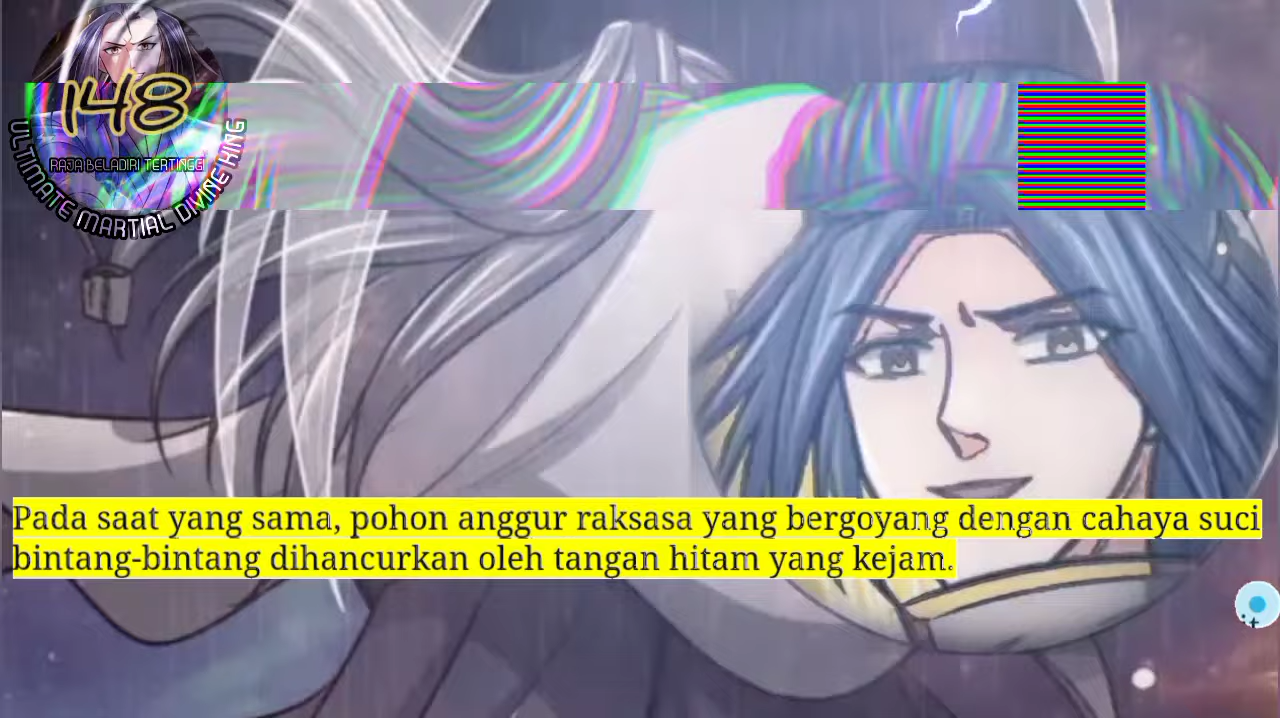 148
RAJA BELADIRI TERTINGGI
ULTIMATE MARTIAL DIVINE KING
Pada saat yang sama, pohon anggur raksasa yang bergoyang dengan cahaya suci
bintang-bintang dihancurkan oleh tangan hitam yang kejam.
it